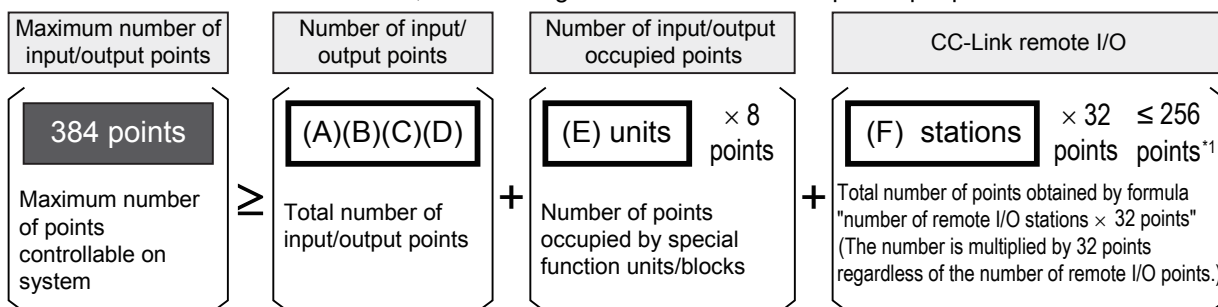 Maximum number of
input/output points
Number of input/
output points
Number of input/output
occupied points
CC-Link remote I/O
384 points
Maximum number
of points
controllable on
system
≥
(A)(B)(C)(D)
Total number of
input/output points
+
(E) units × 8
points
Number of points
occupied by special
function units/blocks
+
(F) stations × 32 ≤ 256
points points*1
Total number of points obtained by formula
"number of remote I/O stations × 32 points"
(The number is multiplied by 32 points
regardless of the number of remote I/O points.)